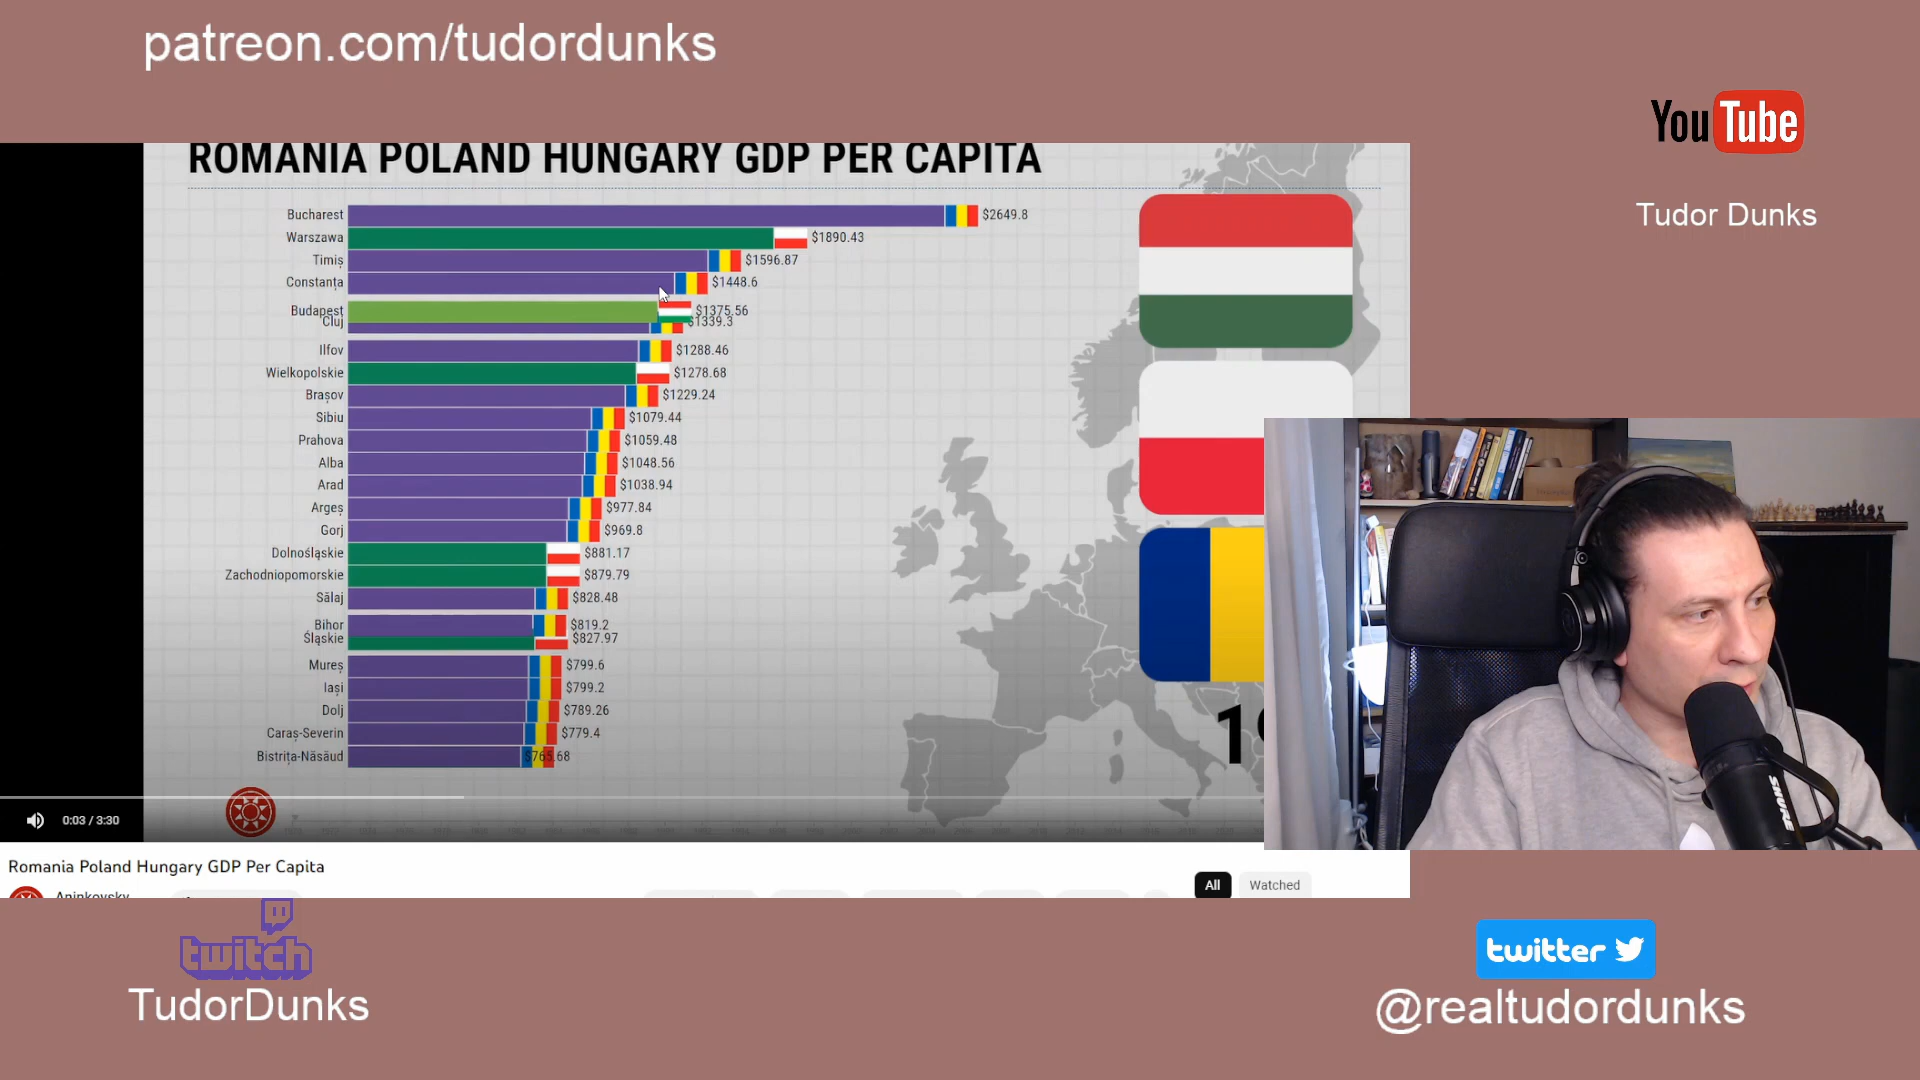 patreon.com/tudordunks
YouTube
Tudor Dunks
ROMANIA POLAND HUNGARY GDP PER CAPITA
Bucharest $2649.8
Warszawa $1890.43
Timiș $1596.87
Constanța $1448.6
Budapest $1375.56
Cluj $1339.3
Ilfov $1288.46
Wielkopolskie $1278.68
Brașov $1229.24
Sibiu $1079.44
Prahova $1059.48
Alba $1048.56
Arad $1038.94
Argeș $977.84
Gorj $969.8
Dolnośląskie $881.17
Zachodniopomorskie $879.79
Sălaj $828.48
Bihor $819.2
Śląskie $827.97
Mureș $799.6
Iași $799.2
Dolj $789.26
Caraș-Severin $779.4
Bistrița-Năsăud $765.68
0:03 / 3:30
SHURE
Romania Poland Hungary GDP Per Capita
All Watched
twitch
TudorDunks
twitter
@realtudordunks